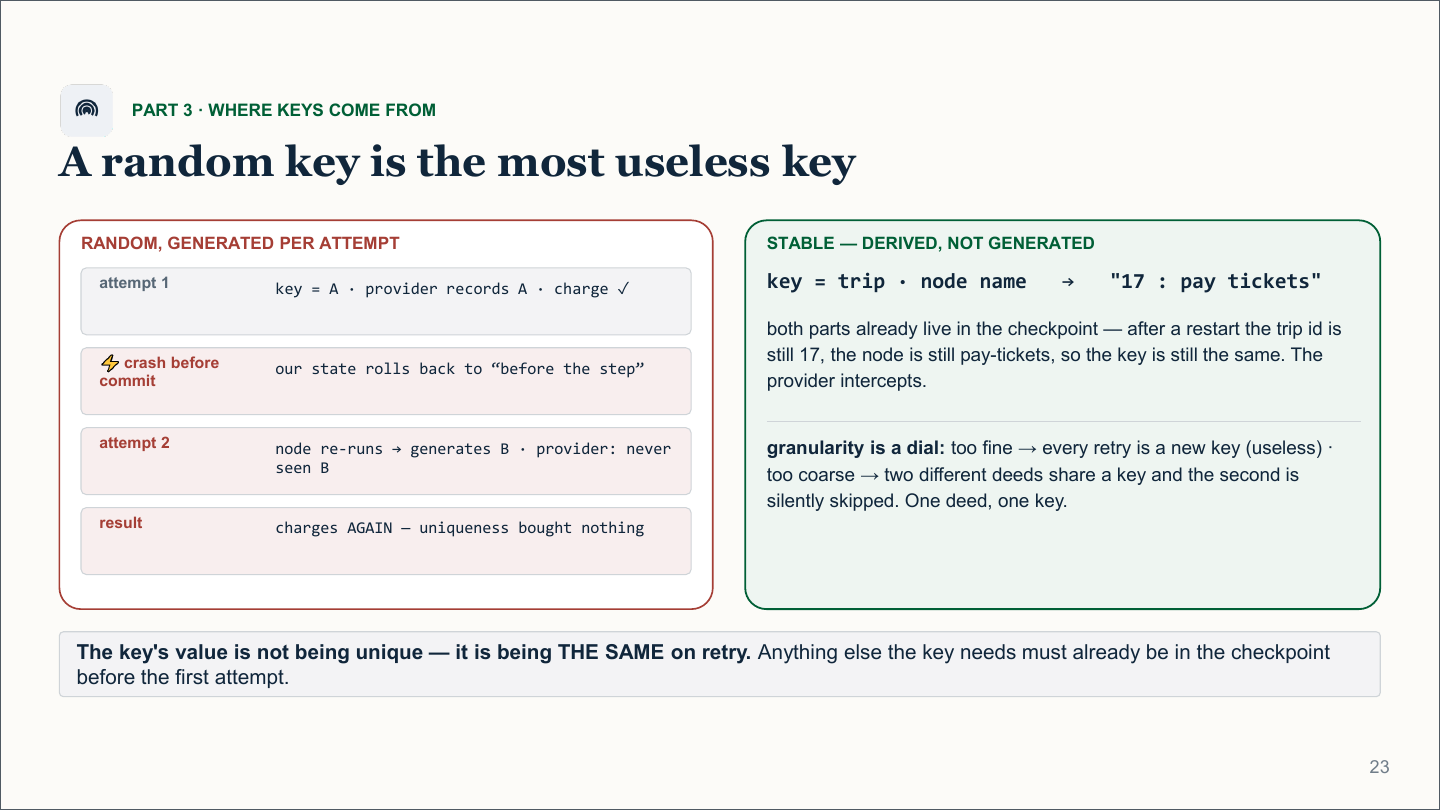 PART 3 · WHERE KEYS COME FROM
A random key is the most useless key
RANDOM, GENERATED PER ATTEMPT
attempt 1
key = A · provider records A · charge ✓
⚡ crash before
commit
our state rolls back to “before the step”
attempt 2
node re-runs → generates B · provider: never
seen B
result
charges AGAIN — uniqueness bought nothing
STABLE — DERIVED, NOT GENERATED
key = trip · node name → "17 : pay tickets"
both parts already live in the checkpoint — after a restart the trip id is
still 17, the node is still pay-tickets, so the key is still the same. The
provider intercepts.
granularity is a dial: too fine → every retry is a new key (useless) ·
too coarse → two different deeds share a key and the second is
silently skipped. One deed, one key.
The key's value is not being unique — it is being THE SAME on retry. Anything else the key needs must already be in the checkpoint
before the first attempt.
23